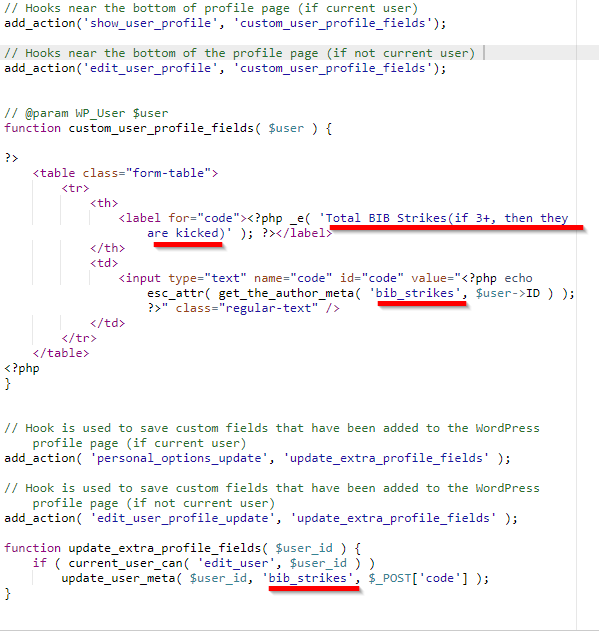 // Hooks near the bottom of profile page (if current user)
add_action('show_user_profile', 'custom_user_profile_fields');
// Hooks near the bottom of the profile page (if not current user)
add_action('edit_user_profile', 'custom_user_profile_fields');
// @param WP_User $user
function custom_user_profile_fields( $user ) {
?>
<table class="form-table">
<tr>
<th>
<label for="code"><?php _e( 'Total BIB Strikes(if 3+, then they
are kicked)' ); ?></label>
</th>
<td>
<input type="text" name="code" id="code" value="<?php echo
esc_attr( get_the_author_meta( 'bib_strikes', $user->ID ) );
?>" class="regular-text" />
</td>
</tr>
</table>
<?php
}
// Hook is used to save custom fields that have been added to the WordPress
profile page (if current user)
add_action( 'personal_options_update', 'update_extra_profile_fields' );
// Hook is used to save custom fields that have been added to the WordPress
profile page (if not current user)
add_action( 'edit_user_profile_update', 'update_extra_profile_fields' );
function update_extra_profile_fields( $user_id ) {
if ( current_user_can( 'edit_user', $user_id ) )
update_user_meta( $user_id, 'bib_strikes', $_POST['code'] );
}